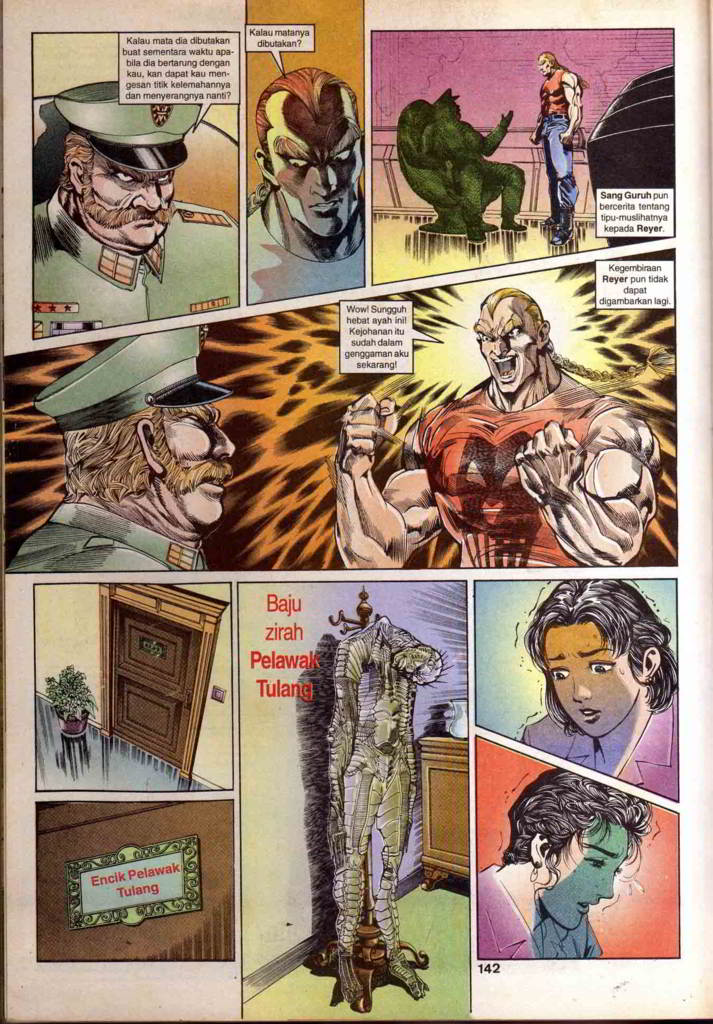 Kalau mata dia dibutakan
buat sementara waktu apa-
bila dia bertarung dengan
kau, kan dapat kau men-
gesan titik kelemahannya
dan menyerangnya nanti?
Kalau matanya
dibutakan?
Sang Guruh pun
bercerita tentang
tipu-muslihatnya
kepada Reyer.
Kegembiraan
Reyer pun tidak
dapat
digambarkan lagi.
Wow! Sungguh
hebat ayah ini!
Kejohanan itu
sudah dalam
genggaman aku
sekarang!
Baju
zirah
Pelawak
Tulang
Encik Pelawak
Tulang
142